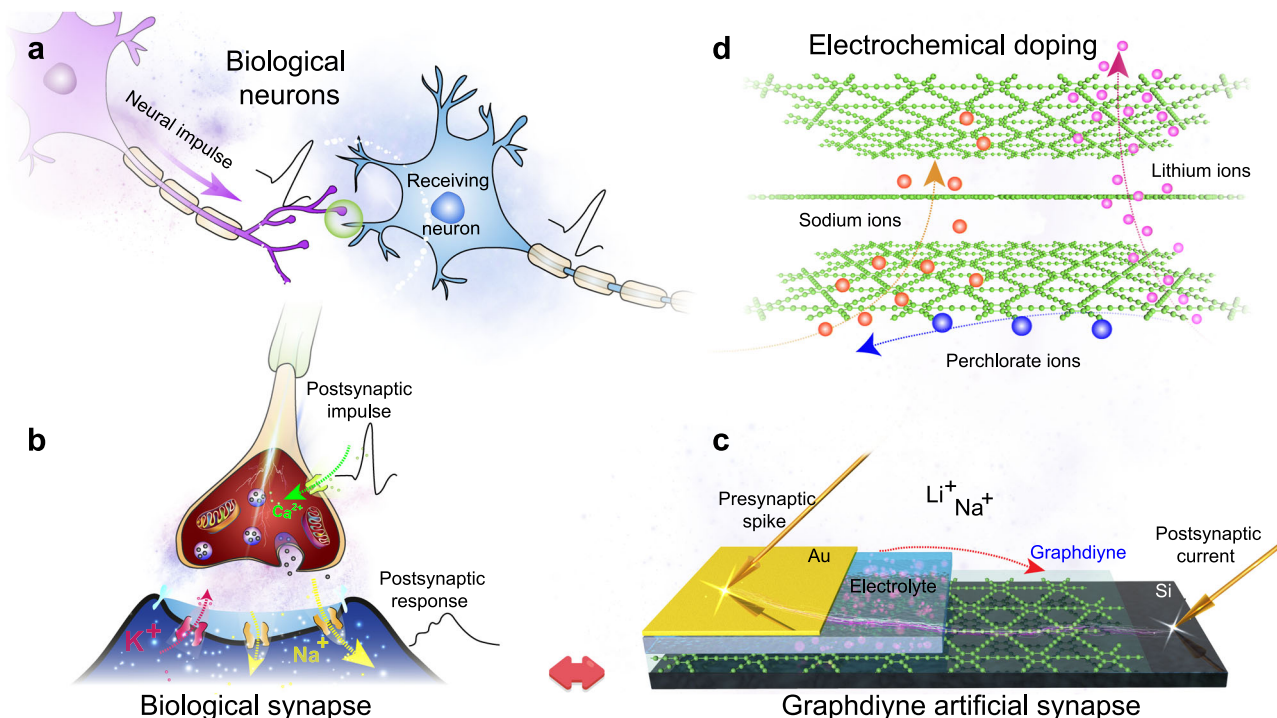 a
Biological
neurons
Neural impulse
Receiving
neuron
d
Electrochemical doping
Lithium ions
Sodium ions
Perchlorate ions
b
Postsynaptic
impulse
Ca2+
Postsynaptic
response
K+
Na+
Biological synapse
c
Presynaptic
spike
Li+
Na+
Postsynaptic
current
Au
Graphdiyne
Electrolyte
Si
Graphdiyne artificial synapse